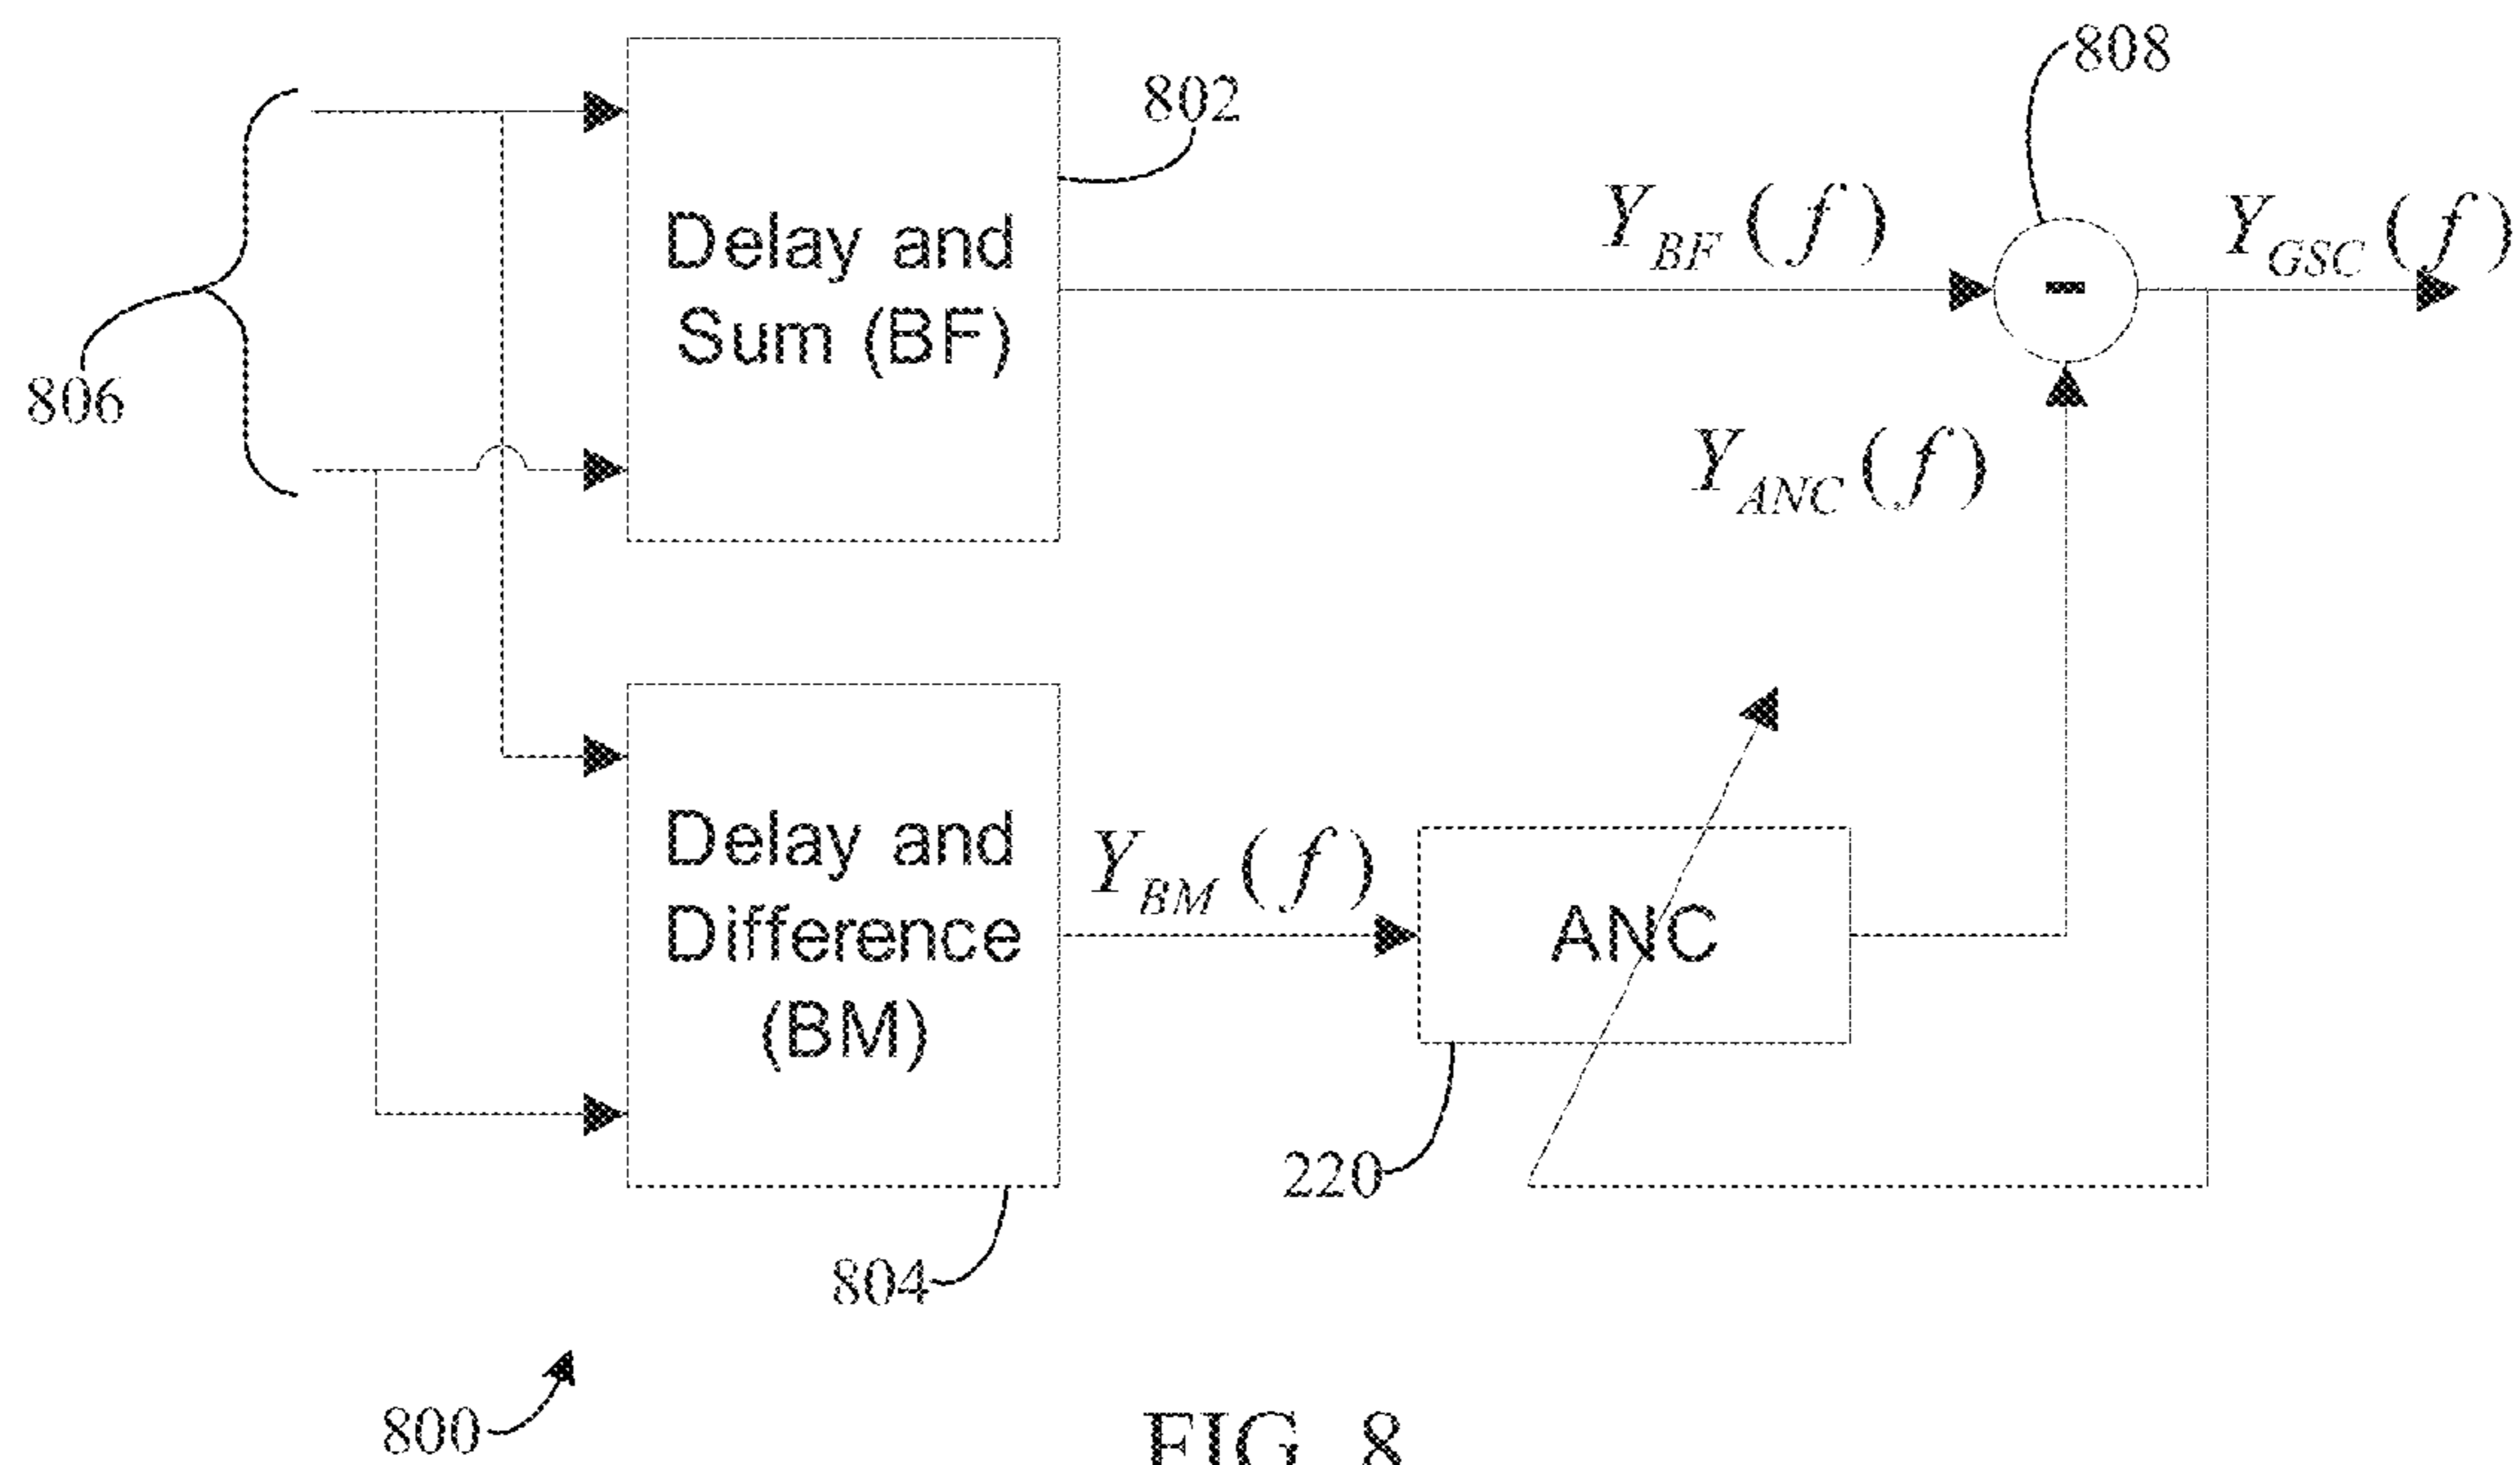 808
802
Delay and
Sum (BF)
Y_BF (f)
-
Y_GSC (f)
806
Y_ANC (f)
Delay and
Difference
(BM)
Y_BM (f)
ANC
220
804
800
FIG. 8